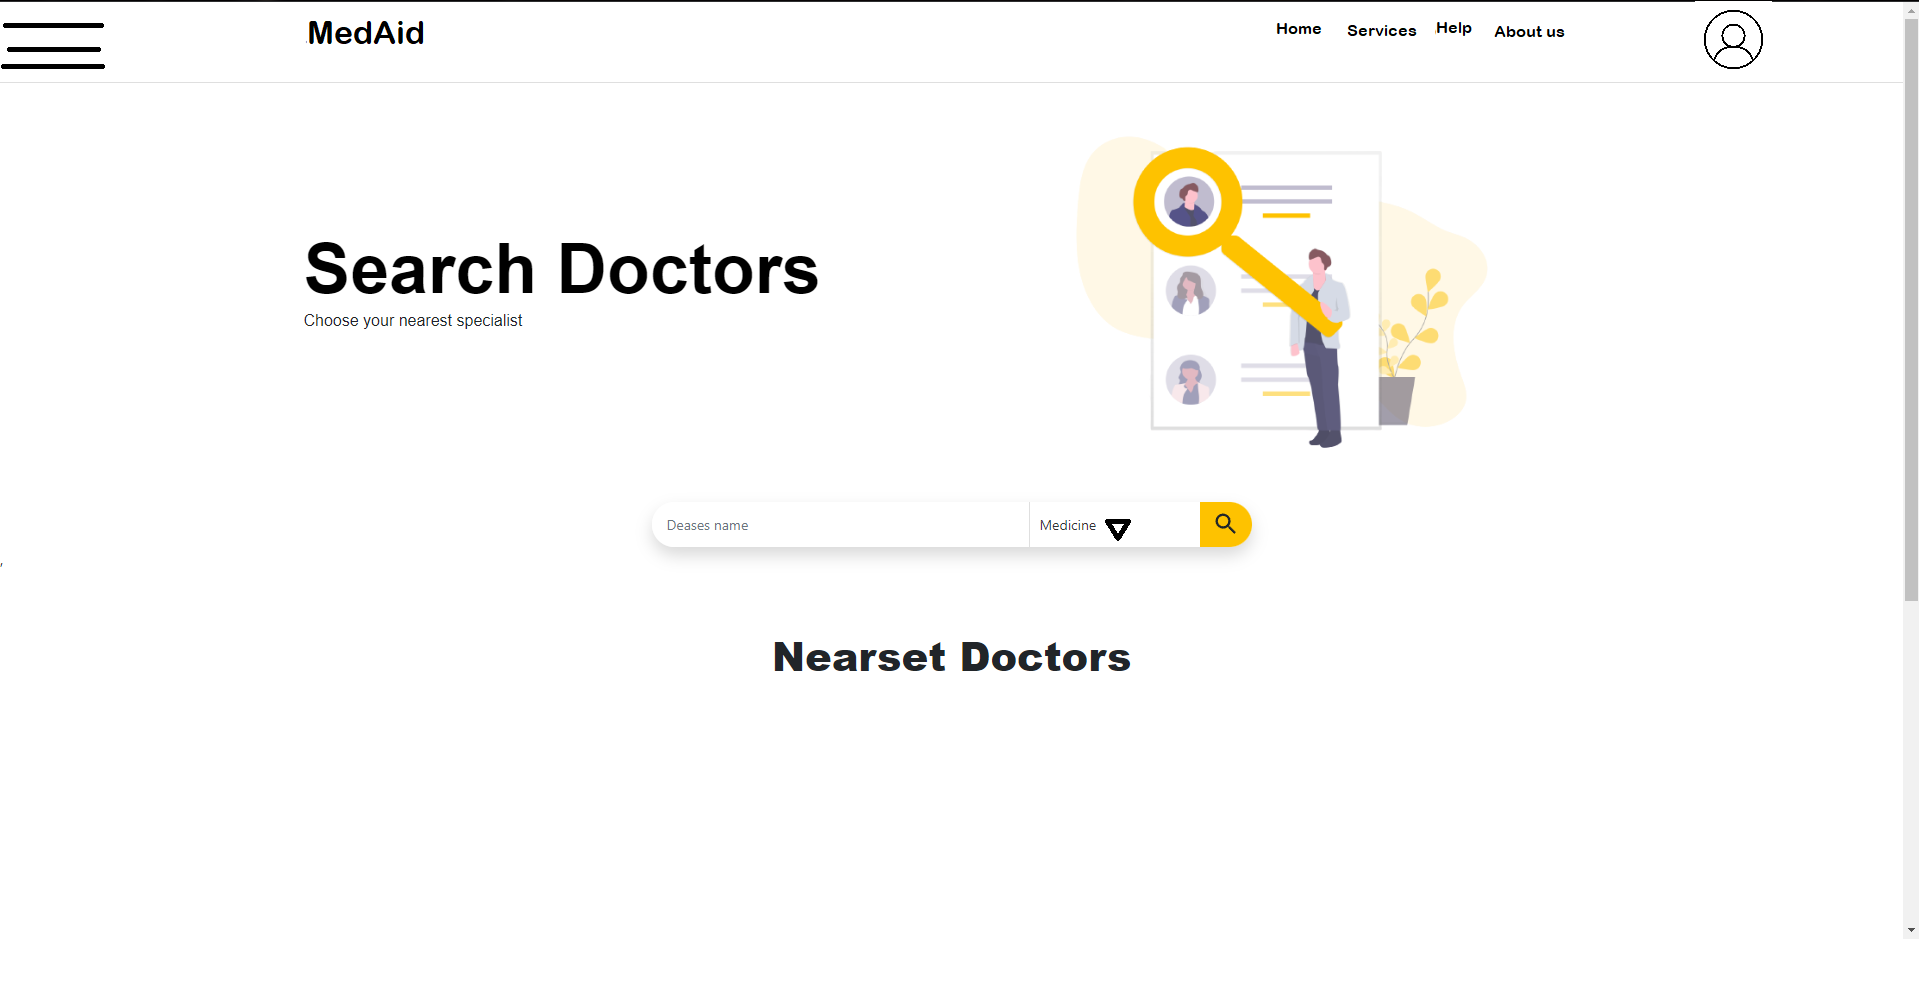 MedAid
Home Services Help About us
Search Doctors
Choose your nearest specialist
Deases name
Medicine
Nearset Doctors